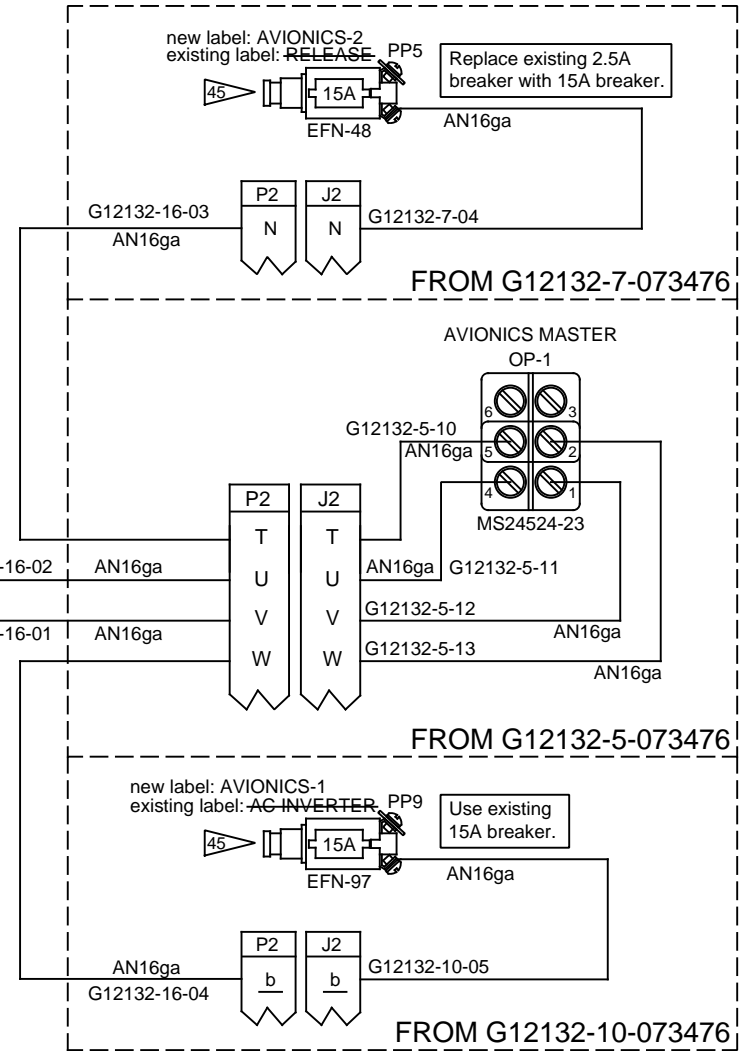 new label: AVIONICS-2
existing label: RELEASE
PP5
Replace existing 2.5A
breaker with 15A breaker.
45
15A
EFN-48
AN16ga
P2
J2
G12132-16-03
AN16ga
N
N
G12132-7-04
FROM G12132-7-073476
AVIONICS MASTER
OP-1
6
3
5
2
4
1
MS24524-23
G12132-5-10
AN16ga
P2
J2
T
T
-16-02
AN16ga
U
U
AN16ga
G12132-5-11
V
V
G12132-5-12
AN16ga
-16-01
AN16ga
W
W
G12132-5-13
AN16ga
FROM G12132-5-073476
new label: AVIONICS-1
existing label: AC INVERTER
PP9
Use existing
15A breaker.
45
15A
EFN-97
AN16ga
P2
J2
AN16ga
G12132-16-04
b
b
G12132-10-05
FROM G12132-10-073476